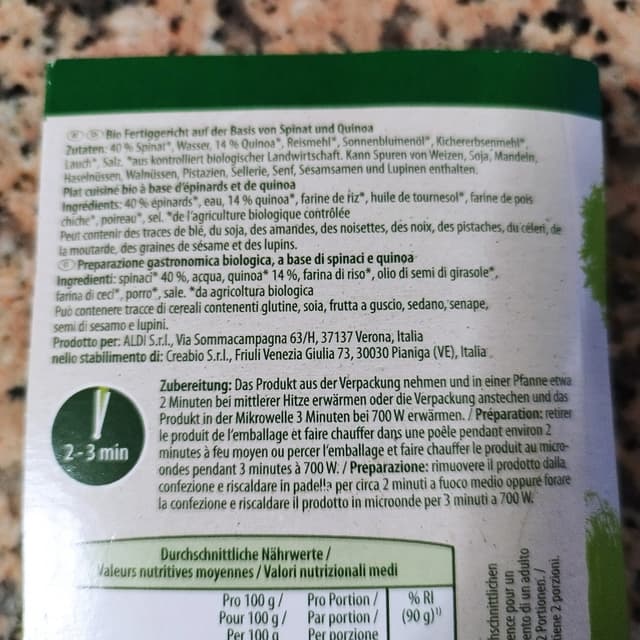 Bio Fertiggericht auf der Basis von Spinat und Quinoa
Zutaten: 40 % Spinat*, Wasser, 14 % Quinoa*, Reismehl*, Sonnenblumenöl*, Kichererbsenmehl*,
Lauch*, Salz. *aus kontrolliert biologischer Landwirtschaft. Kann Spuren von Weizen, Soja, Mandeln,
Haselnüssen, Walnüssen, Pistazien, Sellerie, Senf, Sesamsamen und Lupinen enthalten.
Plat cuisiné bio à base d'épinards et de quinoa
Ingrédients: 40 % épinards*, eau, 14 % quinoa*, farine de riz*, huile de tournesol*, farine de pois
chiche*, poireau*, sel. *de l'agriculture biologique contrôlée
Peut contenir des traces de blé, du soja, des amandes, des noisettes, des noix, des pistaches, du céleri, de
la moutarde, des graines de sésame et des lupins.
Preparazione gastronomica biologica, a base di spinaci e quinoa
Ingredienti: spinaci* 40 %, acqua, quinoa* 14 %, farina di riso*, olio di semi di girasole*,
farina di ceci*, porro*, sale. *da agricoltura biologica
Può contenere tracce di cereali contenenti glutine, soia, frutta a guscio, sedano, senape,
semi di sesamo e lupini.
Prodotto per: ALDI S.r.l., Via Sommacampagna 63/H, 37137 Verona, Italia
nello stabilimento di: Creabio S.r.l., Friuli Venezia Giulia 73, 30030 Pianiga (VE), Italia
2-3 min
Zubereitung: Das Produkt aus der Verpackung nehmen und in einer Pfanne etwa
2 Minuten bei mittlerer Hitze erwärmen oder die Verpackung anstechen und das
Produkt in der Mikrowelle 3 Minuten bei 700 W erwärmen. / Préparation: retirer
le produit de l'emballage et faire chauffer dans une poêle pendant environ 2
minutes à feu moyen ou percer l'emballage et faire chauffer le produit au micro-
ondes pendant 3 minutes à 700 W. / Preparazione: rimuovere il prodotto dalla
confezione e riscaldare in padella per circa 2 minuti a fuoco medio oppure forare
la confezione e riscaldare il prodotto in microonde per 3 minuti a 700 W.
Durchschnittliche Nährwerte /
Valeurs nutritives moyennes / Valori nutrizionali medi
Pro 100 g / Pro Portion / % RI
Pour 100 g / Par portion / (90 g)¹⁾
Per 100 g Per porzione
hschnittlichen
ence pour un
ento di un adulto
Portionen. /
iene 2 porzioni.